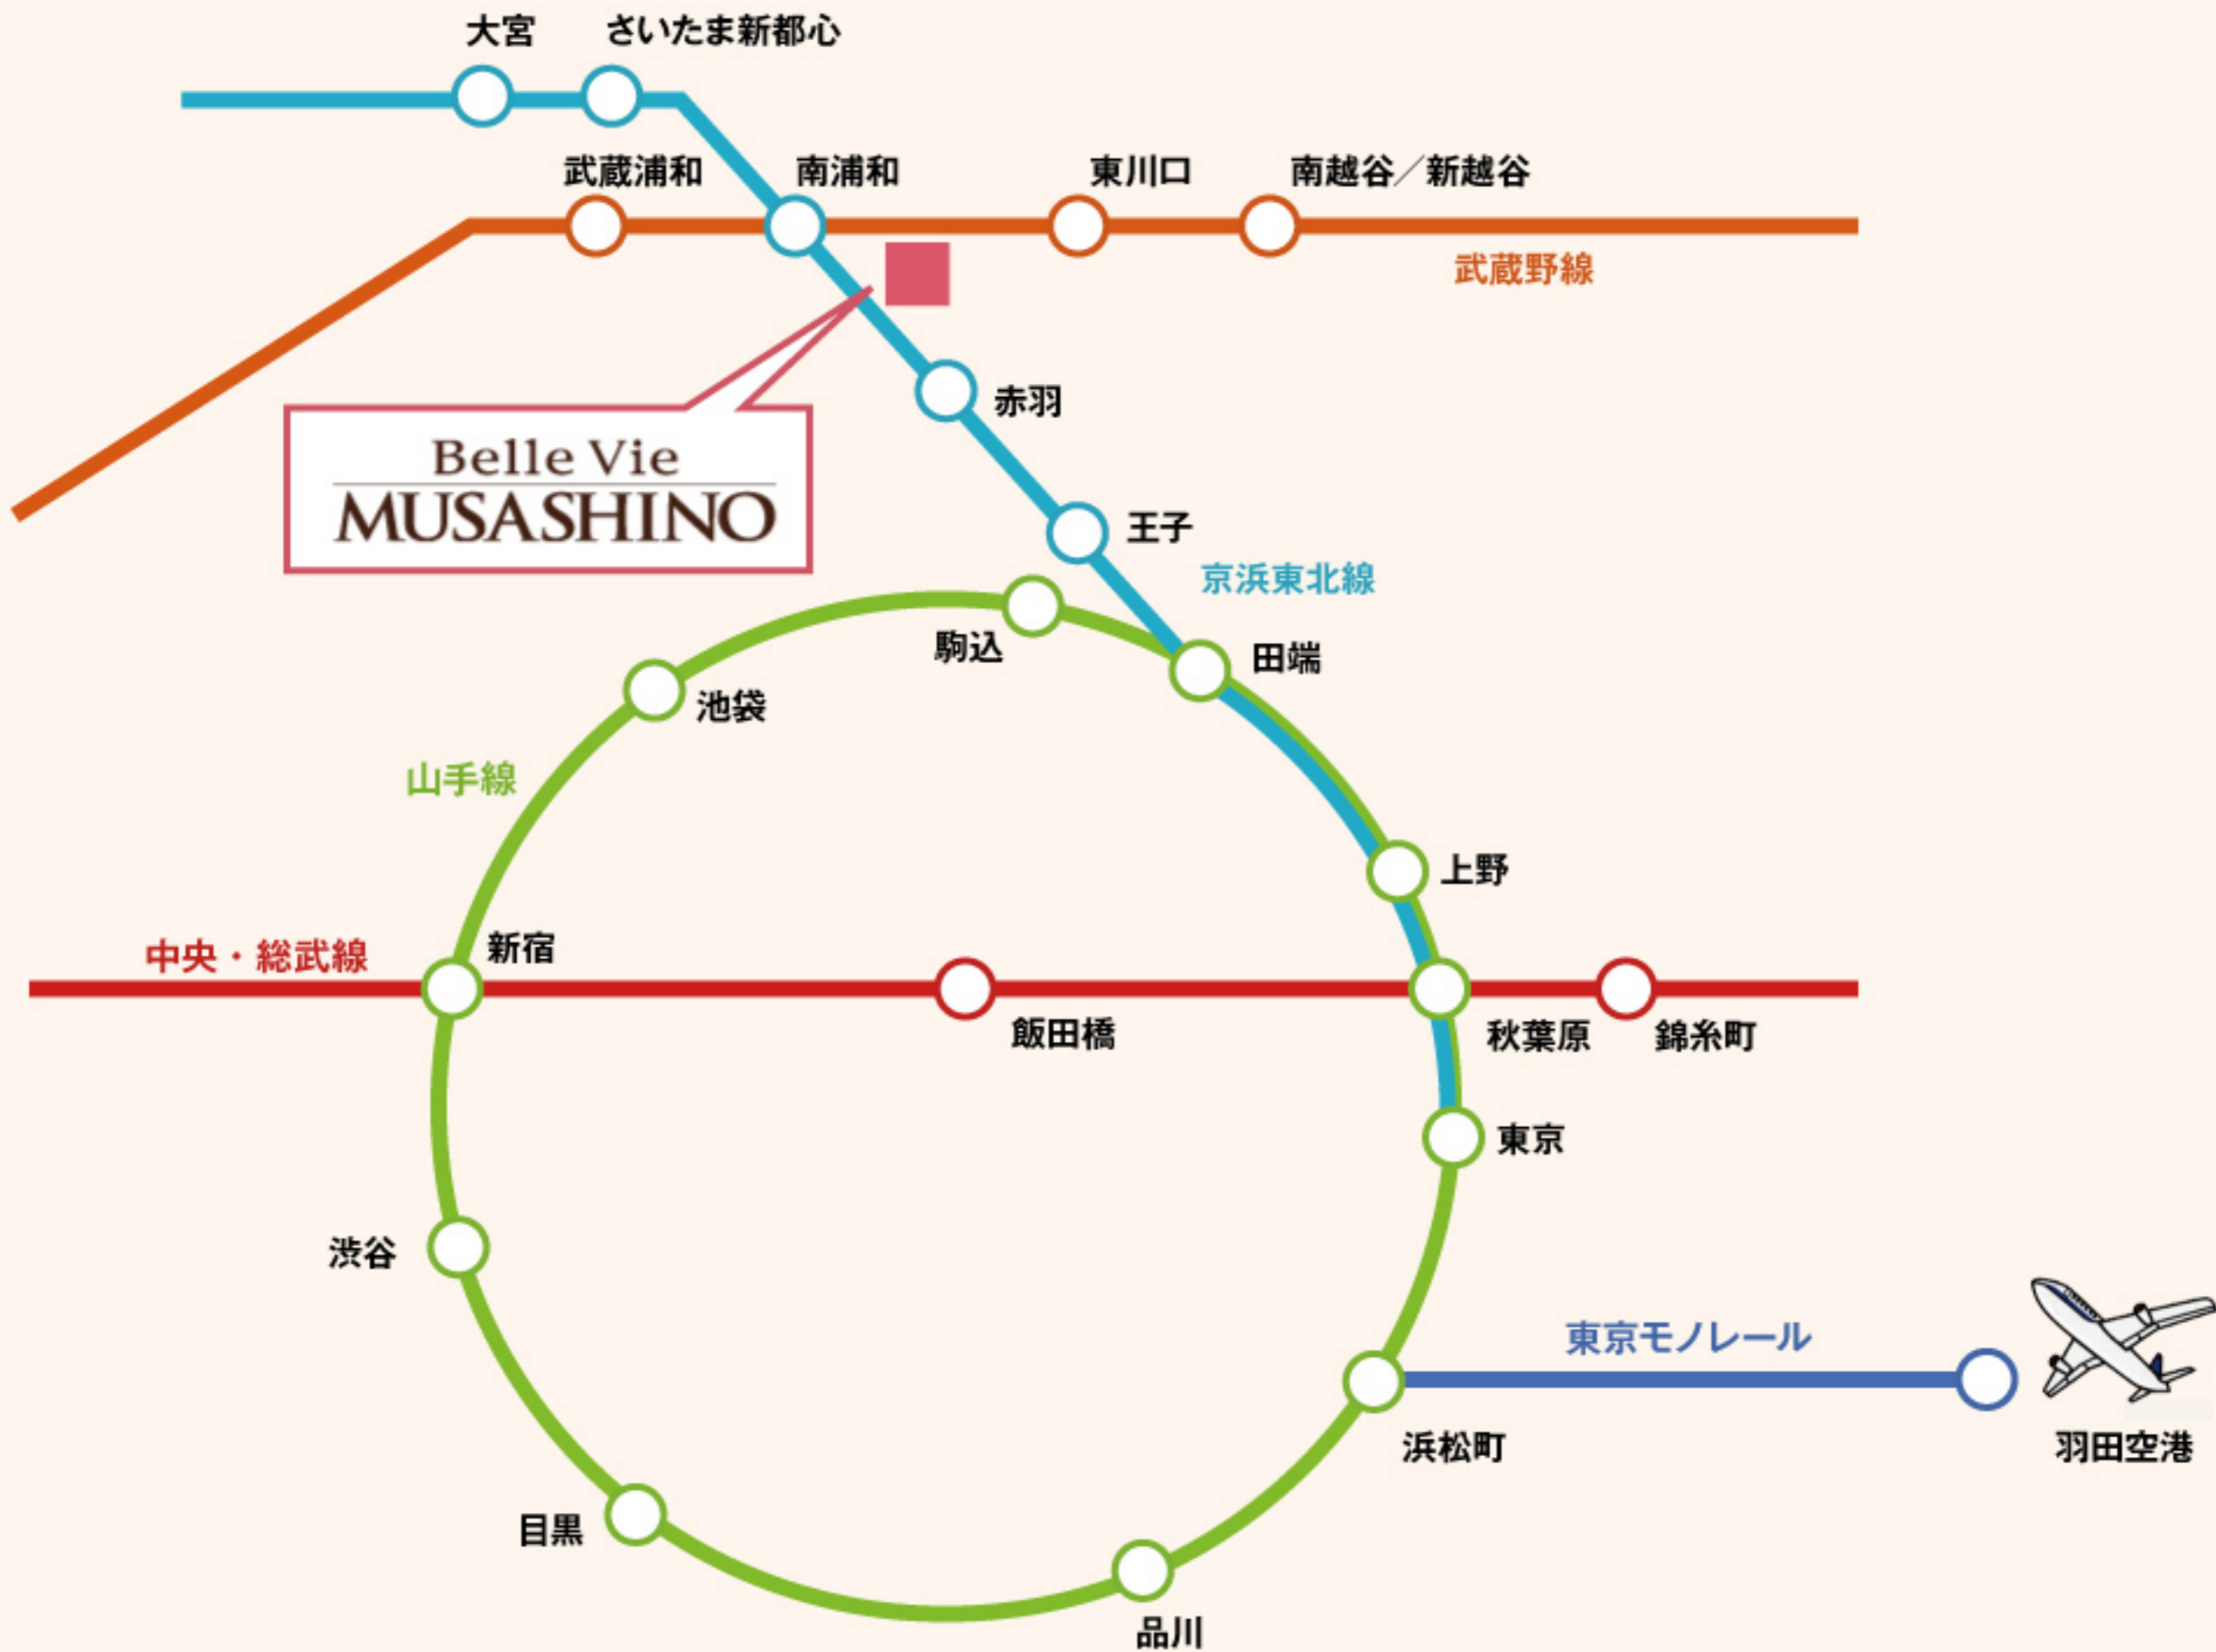 大宮
さいたま新都心
武蔵浦和
南浦和
東川口
南越谷／新越谷
武蔵野線
赤羽
Belle Vie
MUSASHINO
王子
京浜東北線
駒込
田端
池袋
山手線
上野
中央・総武線
新宿
飯田橋
秋葉原
錦糸町
東京
渋谷
東京モノレール
浜松町
羽田空港
目黒
品川